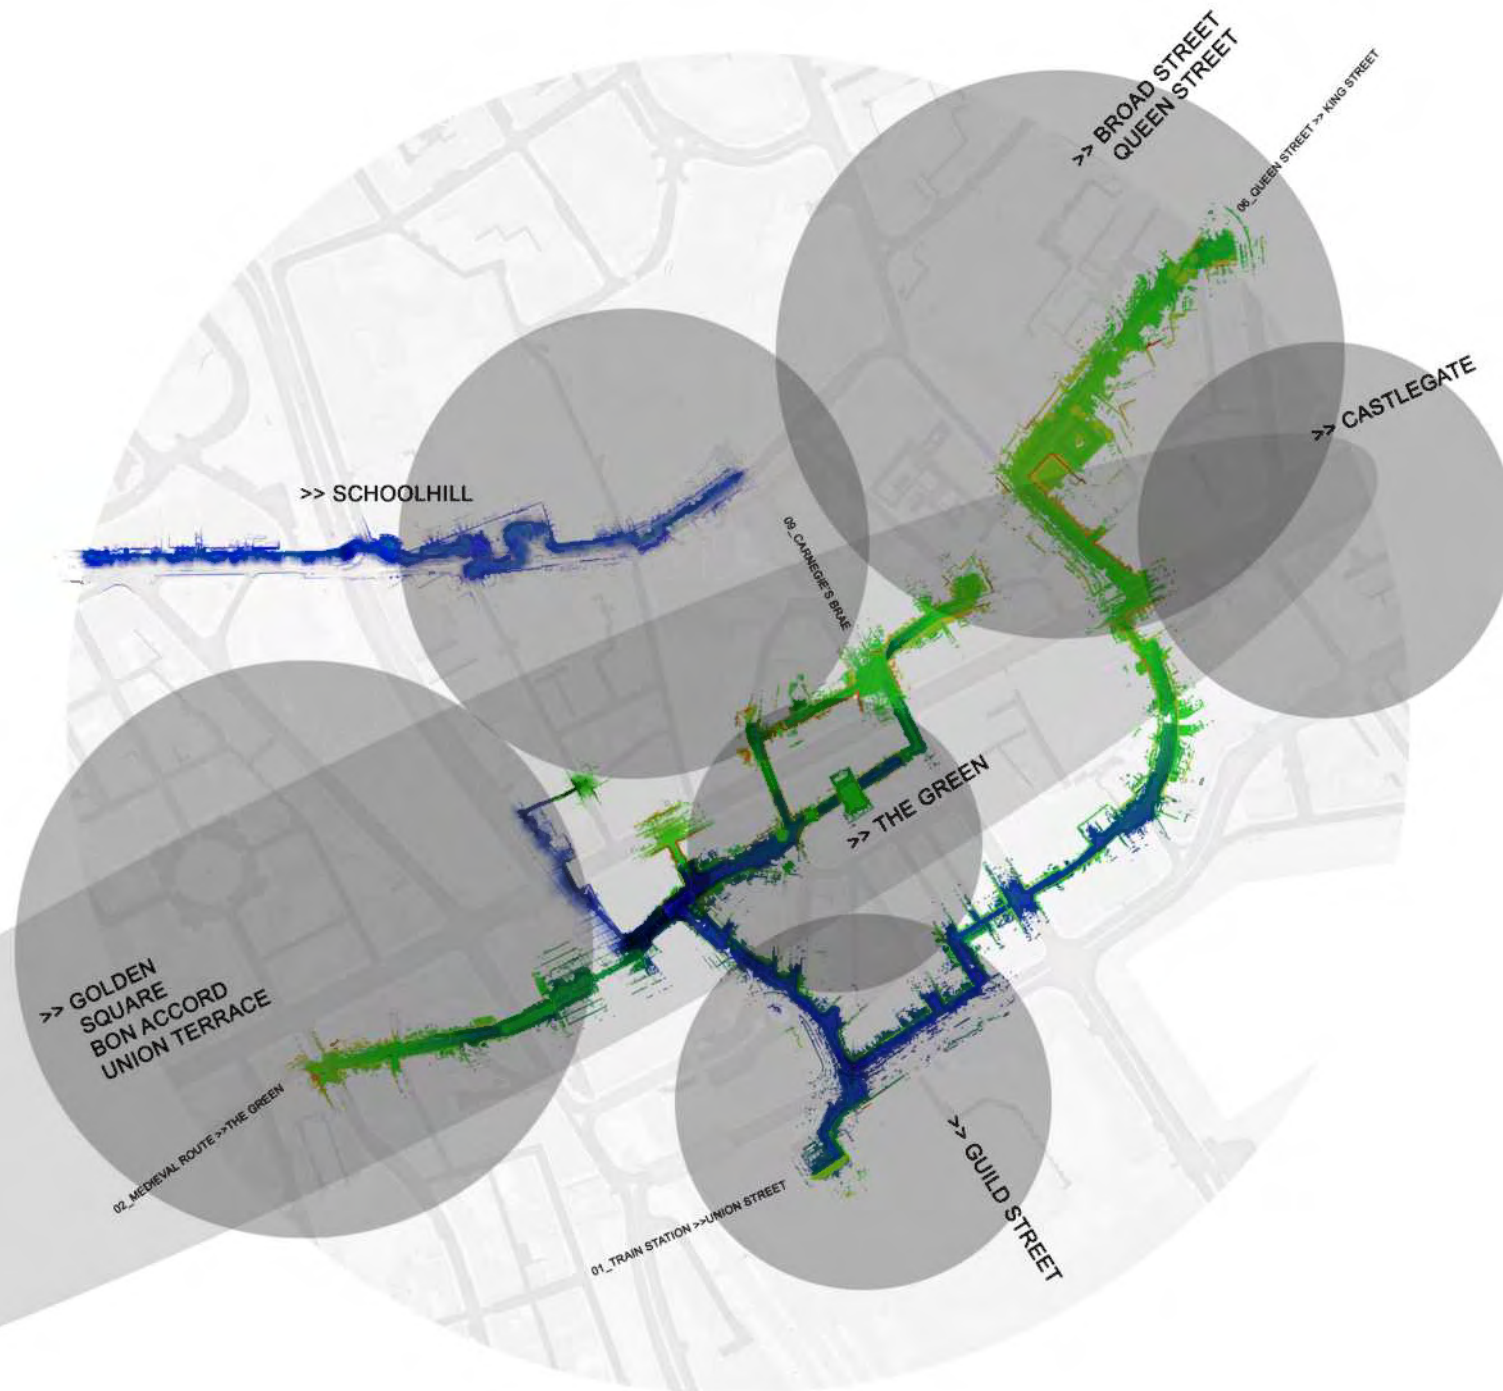 >> BROAD STREET
QUEEN STREET
06_QUEEN STREET >> KING STREET
>> CASTLEGATE
>> SCHOOLHILL
09_CARNEGIE'S BRAE
>> THE GREEN
>> GOLDEN
SQUARE
BON ACCORD
UNION TERRACE
02_MEDIEVAL ROUTE >>THE GREEN
01_TRAIN STATION >>UNION STREET
>> GUILD STREET